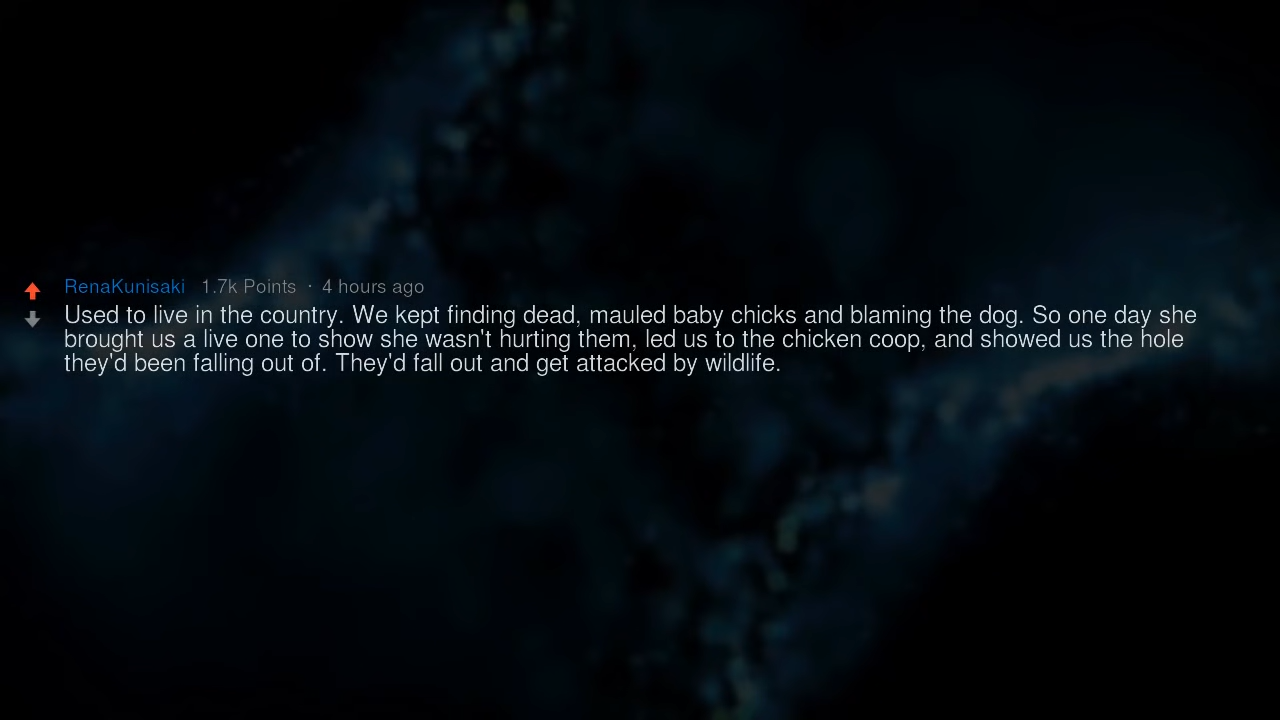 RenaKunisaki 1.7k Points · 4 hours ago
Used to live in the country. We kept finding dead, mauled baby chicks and blaming the dog. So one day she
brought us a live one to show she wasn't hurting them, led us to the chicken coop, and showed us the hole
they'd been falling out of. They'd fall out and get attacked by wildlife.